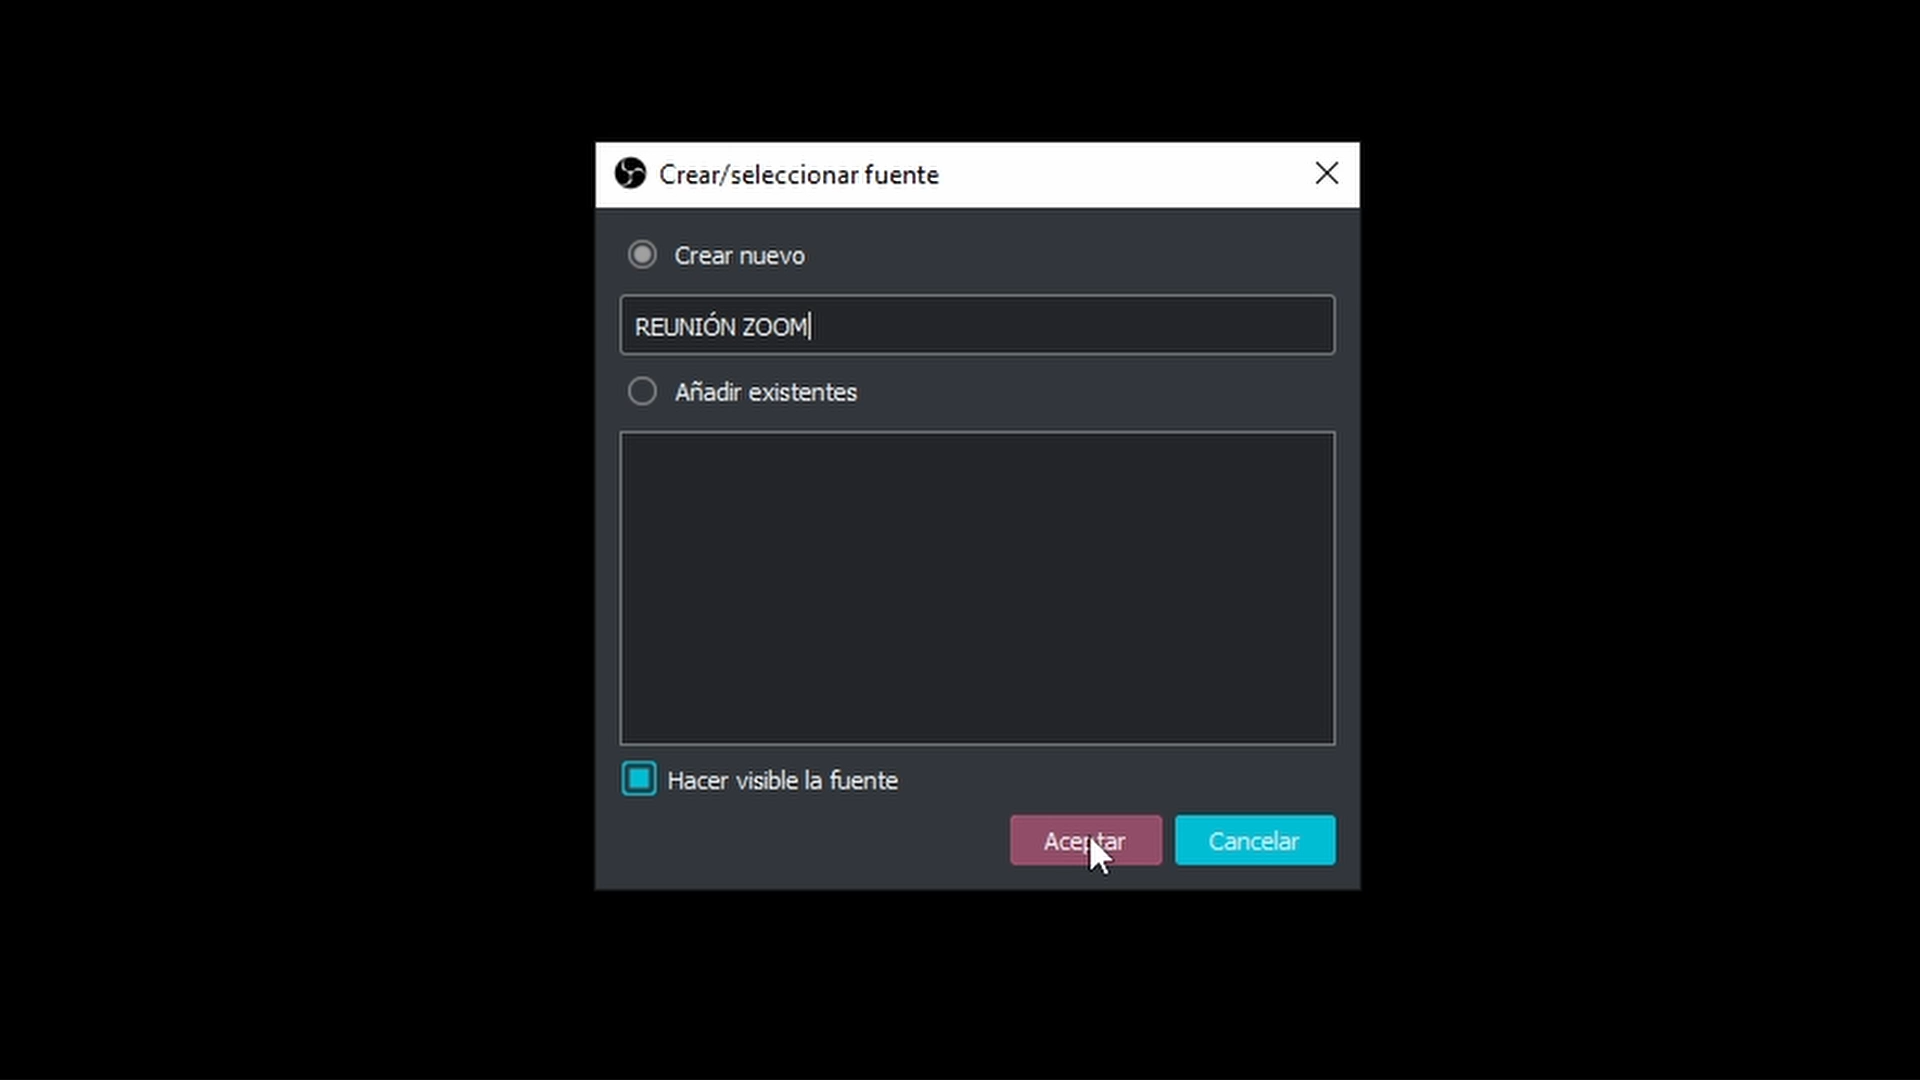 Crear/seleccionar fuente
Crear nuevo
REUNIÓN ZOOM
Añadir existentes
Hacer visible la fuente
Aceptar
Cancelar